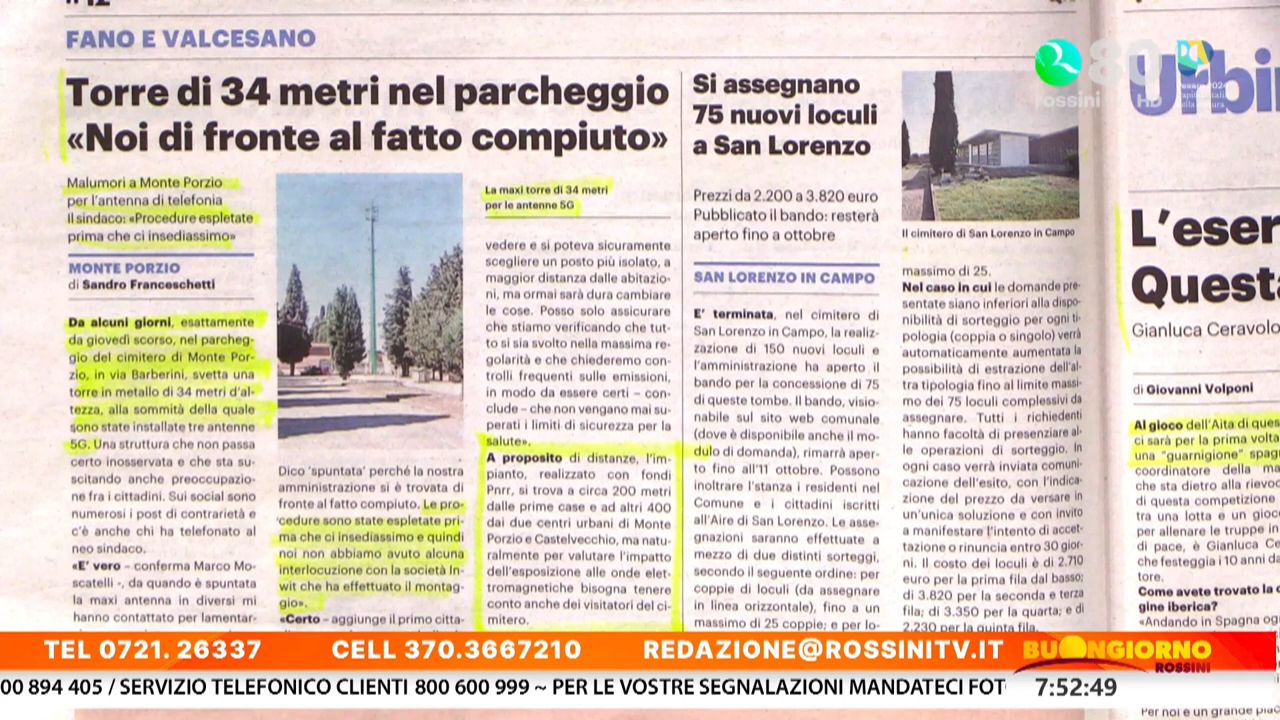 FANO E VALCESANO
Torre di 34 metri nel parcheggio
«Noi di fronte al fatto compiuto»
Malumori a Monte Porzio
per l'antenna di telefonia
Il sindaco: «Procedure espletate
prima che ci insediassimo»
MONTE PORZIO
di Sandro Franceschetti
Da alcuni giorni, esattamente
da giovedì scorso, nel parcheg-
gio del cimitero di Monte Por-
zio, in via Barberini, svetta una
torre in metallo di 34 metri d'al-
tezza, alla sommità della quale
sono state installate tre antenne
5G. Una struttura che non passa
certo inosservata e che sta su-
scitando anche preoccupazio-
ne fra i cittadini. Sui social sono
numerosi i post di contrarietà e
c'è anche chi ha telefonato al
neo sindaco.
«E' vero – conferma Marco Mo-
scatelli -, da quando è spuntata
la maxi antenna in diversi mi
hanno contattato per lamentar-
Dico 'spuntata' perché la nostra
amministrazione si è trovata di
fronte al fatto compiuto. Le pro-
cedure sono state espletate pri-
ma che ci insediassimo e quindi
noi non abbiamo avuto alcuna
interlocuzione con la società In-
wit che ha effettuato il montag-
gio».
«Certo – aggiunge il primo citta-
La maxi torre di 34 metri
per le antenne 5G
vedere e si poteva sicuramente
scegliere un posto più isolato, a
maggior distanza dalle abitazio-
ni, ma ormai sarà dura cambiare
le cose. Posso solo assicurare
che stiamo verificando che tut-
to si sia svolto nella massima re-
golarità e che chiederemo con-
trolli frequenti sulle emissioni,
in modo da essere certi – con-
clude – che non vengano mai su-
perati i limiti di sicurezza per la
salute».
A proposito di distanze, l'im-
pianto, realizzato con fondi
Pnrr, si trova a circa 200 metri
dalle prime case e ad altri 400
dai due centri urbani di Monte
Porzio e Castelvecchio, ma natu-
ralmente per valutare l'impatto
dell'esposizione alle onde elet-
tromagnetiche bisogna tenere
conto anche dei visitatori del ci-
mitero.
Si assegnano
75 nuovi loculi
a San Lorenzo
Prezzi da 2.200 a 3.820 euro
Pubblicato il bando: resterà
aperto fino a ottobre
SAN LORENZO IN CAMPO
E' terminata, nel cimitero di
San Lorenzo in Campo, la realiz-
zazione di 150 nuovi loculi e
l'amministrazione ha aperto il
bando per la concessione di 75
di queste tombe. Il bando, visio-
nabile sul sito web comunale
(dove è disponibile anche il mo-
dulo di domanda), rimarrà aper-
to fino all'11 ottobre. Possono
inoltrare l'istanza i residenti nel
Comune e i cittadini iscritti
all'Aire di San Lorenzo. Le asse-
gnazioni saranno effettuate a
mezzo di due distinti sorteggi,
secondo il seguente ordine: per
coppie di loculi (da assegnare
in linea orizzontale), fino a un
massimo di 25 coppie; e per lo-
Il cimitero di San Lorenzo in Campo
massimo di 25.
Nel caso in cui le domande pre-
sentate siano inferiori alla dispo-
nibilità di sorteggio per ogni ti-
pologia (coppia o singolo) verrà
automaticamente aumentata la
possibilità di estrazione dell'al-
tra tipologia fino al limite massi-
mo dei 75 loculi complessivi da
assegnare. Tutti i richiedenti
hanno facoltà di presenziare al-
le operazioni di sorteggio. In
ogni caso verrà inviata comuni-
cazione dell'esito, con l'indica-
zione del prezzo da versare in
un'unica soluzione e con invito
a manifestare l'intento di accet-
tazione o rinuncia entro 30 gior-
ni. Il costo dei loculi è di 2.710
euro per la prima fila dal basso;
di 3.820 per la seconda e terza
fila; di 3.350 per la quarta; e di
2.230 per la quinta fila.
80
rossini TV HD
Urbin
L'eser
Questa
Gianluca Ceravolo
di Giovanni Volponi
Al gioco dell'Aita di ques
ci sarà per la prima volta
una "guarnigione" spag
coordinatore della ma
che sta dietro alla rievoc
di questa competizione
tra una lotta e un gioc
per allenare le truppe in
di pace, è Gianluca Ce
che festeggia i 10 anni da
tore.
Come avete trovato la c
gine iberica?
«Andando in Spagna og
TEL 0721. 26337 CELL 370.3667210 REDAZIONE@ROSSINITV.IT
BUONGIORNO
ROSSINI
00 894 405 / SERVIZIO TELEFONICO CLIENTI 800 600 999 ~ PER LE VOSTRE SEGNALAZIONI MANDATECI FOT
7:52:49
Per noi è un grande piac